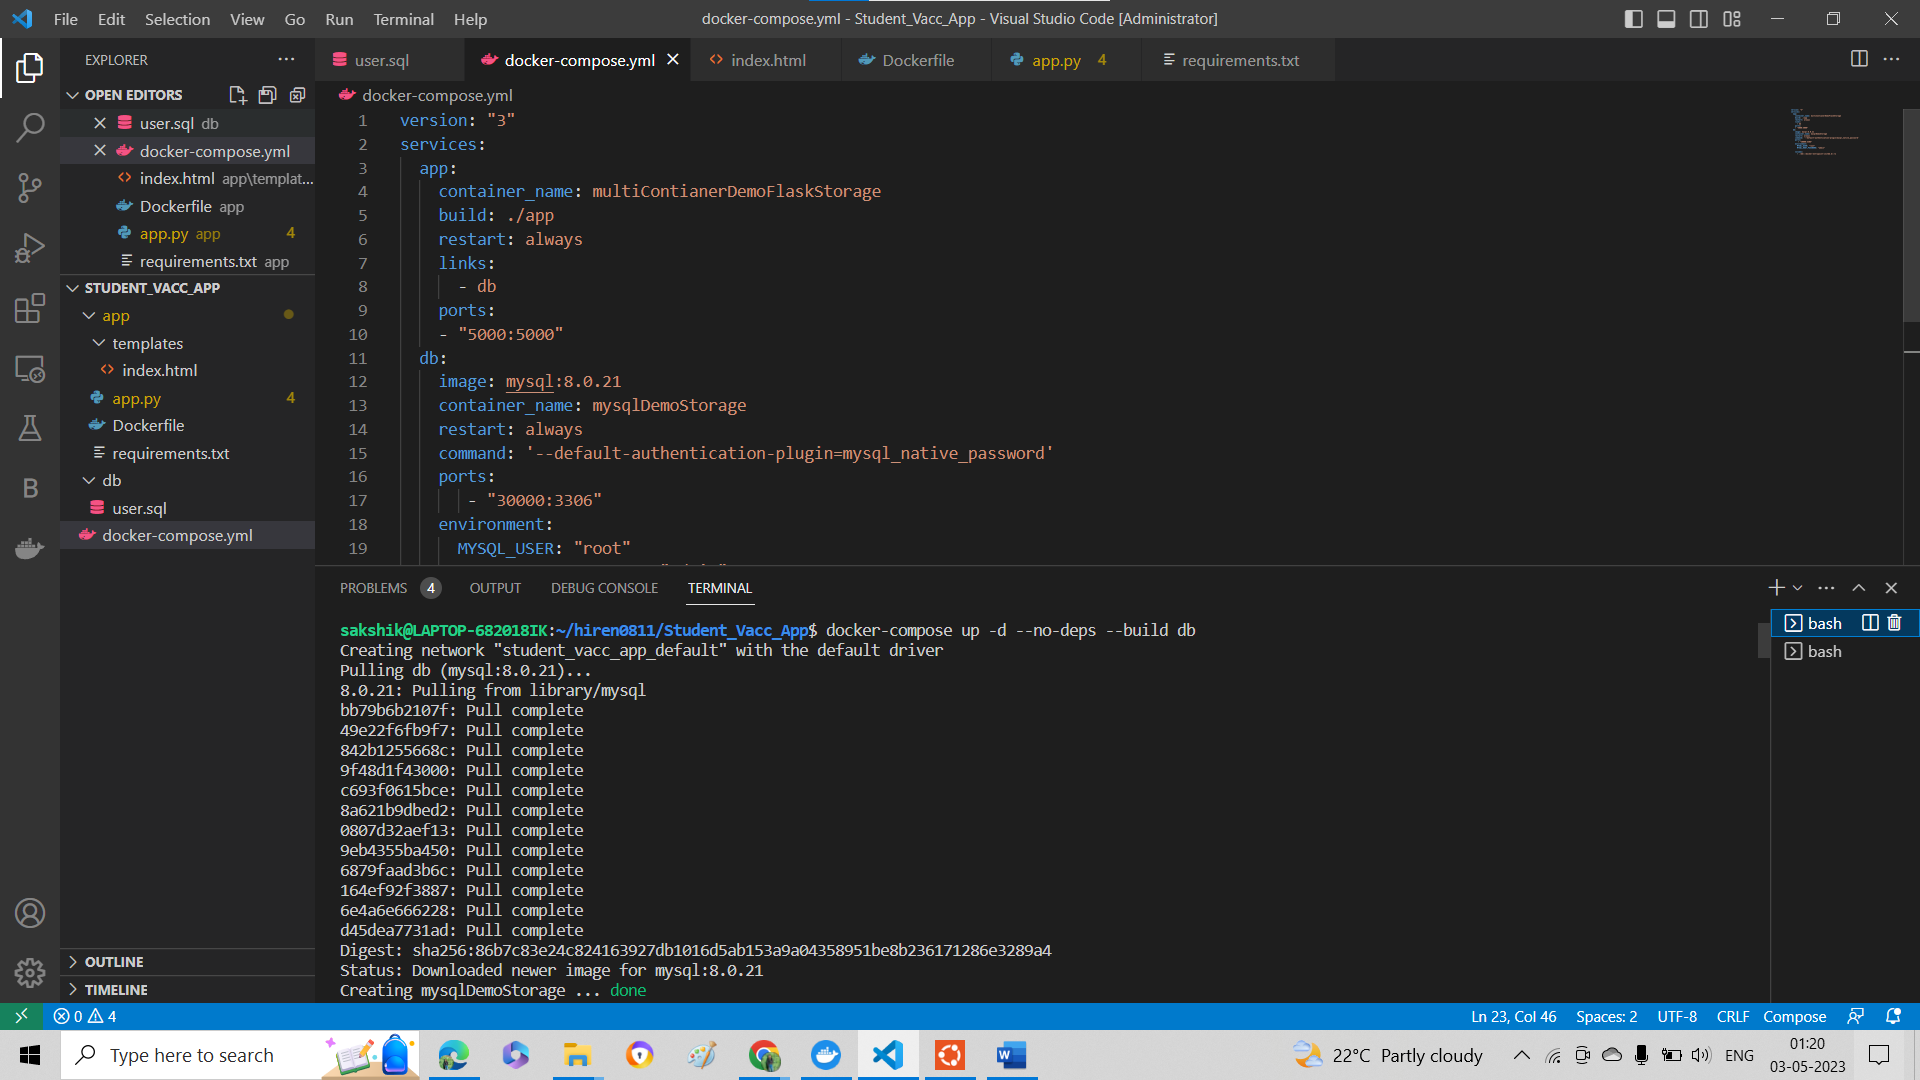 File Edit Selection View Go Run Terminal Help
docker-compose.yml - Student_Vacc_App - Visual Studio Code [Administrator]
EXPLORER
OPEN EDITORS
user.sql db
docker-compose.yml
index.html app\templat...
Dockerfile app
app.py app 4
requirements.txt app
STUDENT_VACC_APP
app
templates
index.html
app.py 4
Dockerfile
requirements.txt
db
user.sql
docker-compose.yml
OUTLINE
TIMELINE
user.sql docker-compose.yml index.html Dockerfile app.py 4 requirements.txt
docker-compose.yml
1 version: "3"
2 services:
3 app:
4 container_name: multiContianerDemoFlaskStorage
5 build: ./app
6 restart: always
7 links:
8 - db
9 ports:
10 - "5000:5000"
11 db:
12 image: mysql:8.0.21
13 container_name: mysqlDemoStorage
14 restart: always
15 command: '--default-authentication-plugin=mysql_native_password'
16 ports:
17 - "30000:3306"
18 environment:
19 MYSQL_USER: "root"
PROBLEMS 4 OUTPUT DEBUG CONSOLE TERMINAL
sakshik@LAPTOP-682018IK:~/hiren0811/Student_Vacc_App$ docker-compose up -d --no-deps --build db
Creating network "student_vacc_app_default" with the default driver
Pulling db (mysql:8.0.21)...
8.0.21: Pulling from library/mysql
bb79b6b2107f: Pull complete
49e22f6fb9f7: Pull complete
842b1255668c: Pull complete
9f48d1f43000: Pull complete
c693f0615bce: Pull complete
8a621b9dbed2: Pull complete
0807d32aef13: Pull complete
9eb4355ba450: Pull complete
6879faad3b6c: Pull complete
164ef92f3887: Pull complete
6e4a6e666228: Pull complete
d45dea7731ad: Pull complete
Digest: sha256:86b7c83e24c824163927db1016d5ab153a9a04358951be8b236171286e3289a4
Status: Downloaded newer image for mysql:8.0.21
Creating mysqlDemoStorage ... done
bash
bash
0 4
Ln 23, Col 46 Spaces: 2 UTF-8 CRLF Compose
Type here to search
22°C Partly cloudy
ENG
01:20
03-05-2023